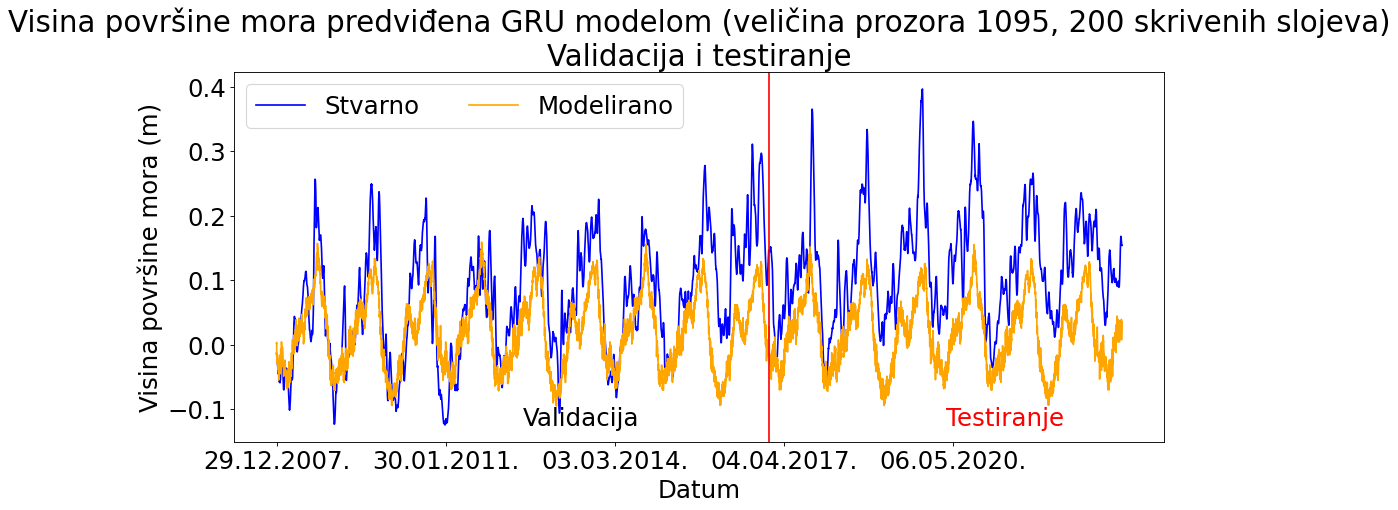 Visina površine mora predviđena GRU modelom (veličina prozora 1095, 200 skrivenih slojeva)
Validacija i testiranje
Stvarno
Modelirano
Visina površine mora (m)
0.4
0.3
0.2
0.1
0.0
−0.1
Validacija
Testiranje
29.12.2007.
30.01.2011.
03.03.2014.
04.04.2017.
06.05.2020.
Datum